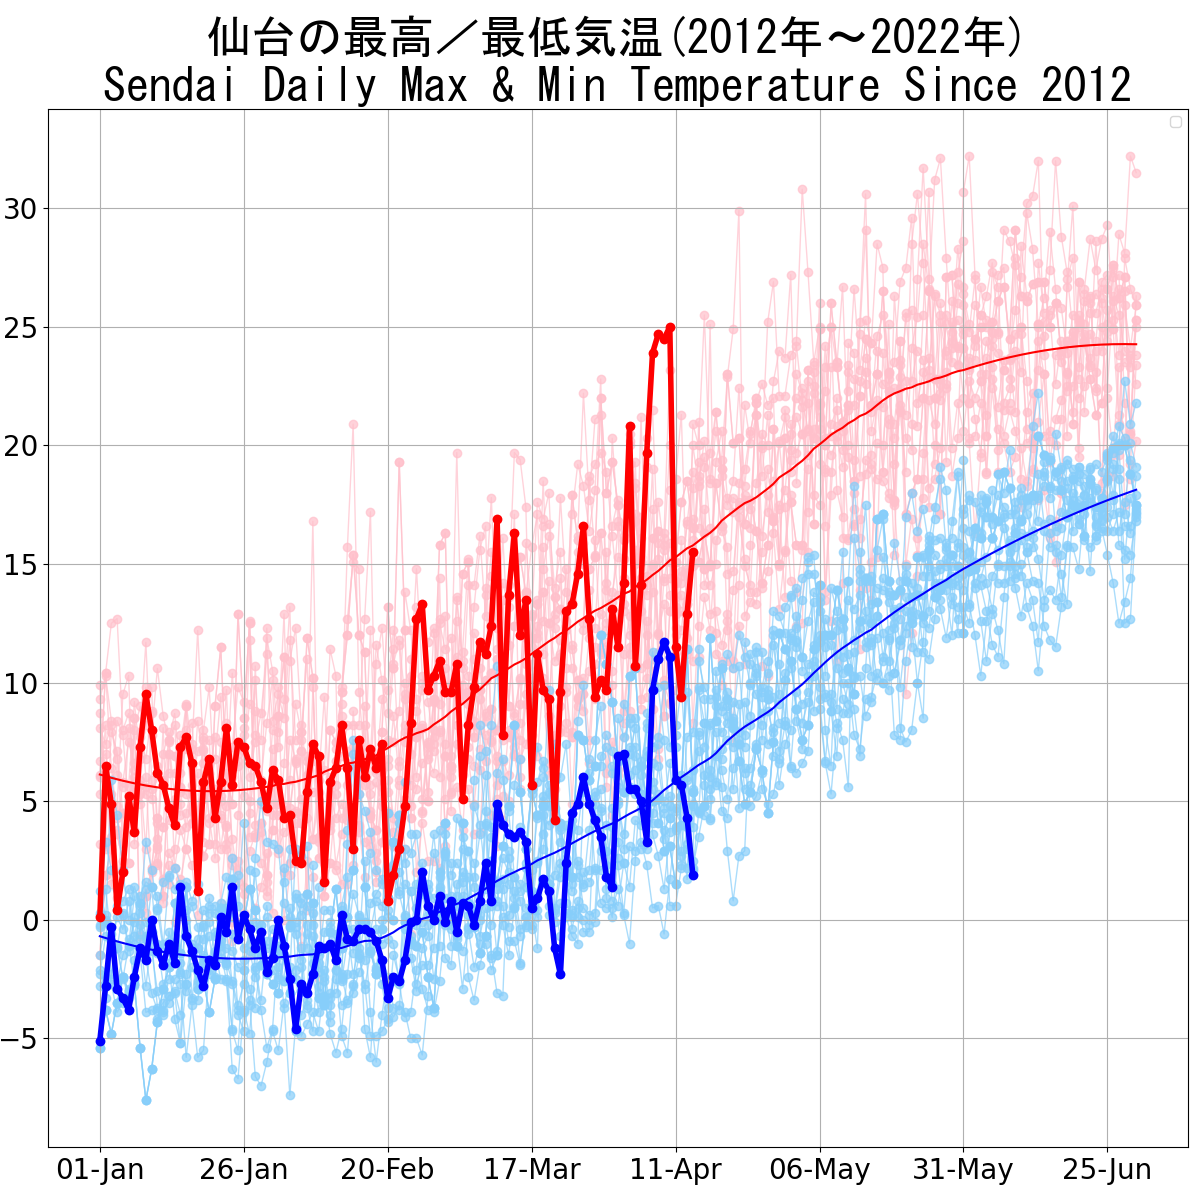 仙台の最高／最低気温(2012年～2022年)
Sendai Daily Max & Min Temperature Since 2012
30
25
20
15
10
5
0
−5
01-Jan 26-Jan 20-Feb 17-Mar 11-Apr 06-May 31-May 25-Jun